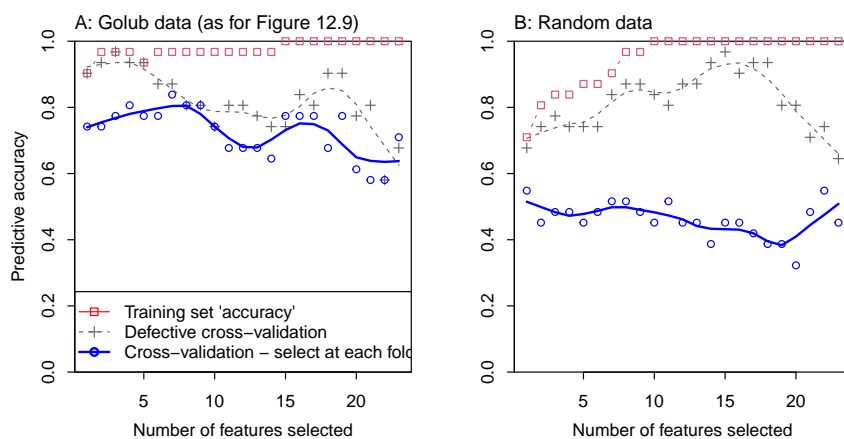 A: Golub data (as for Figure 12.9)
Predictive accuracy
1.0
0.8
0.6
0.4
0.2
0.0
Training set 'accuracy'
Defective cross−validation
Cross−validation − select at each fold
5 10 15 20
Number of features selected
B: Random data
1.0
0.8
0.6
0.4
0.2
0.0
5 10 15 20
Number of features selected